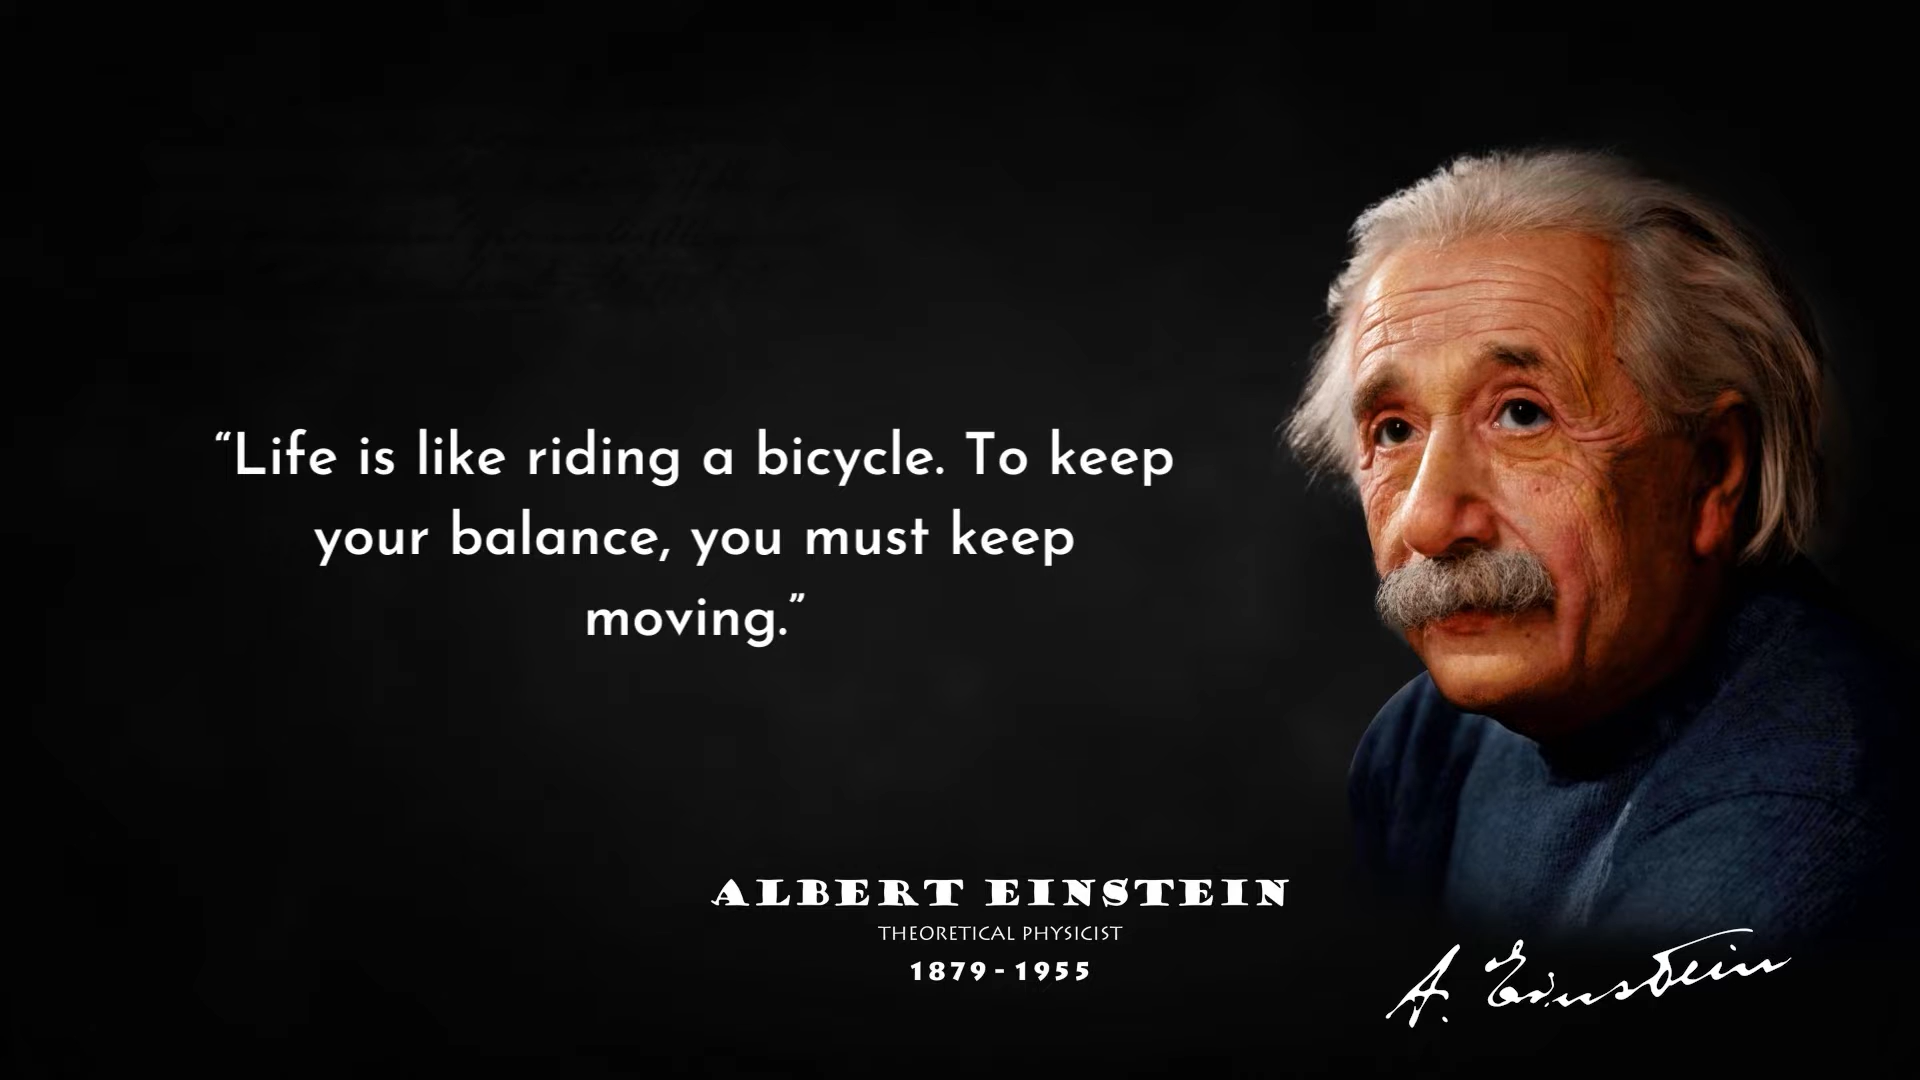 “Life is like riding a bicycle. To keep
your balance, you must keep
moving.”
ALBERT EINSTEIN
THEORETICAL PHYSICIST
1879 - 1955
A. Einstein